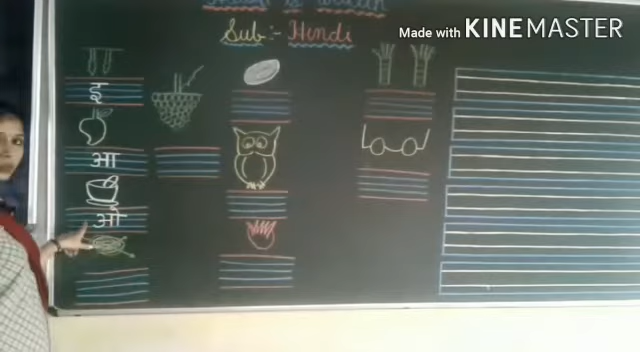 Made with KINEMASTER
Sub:- Hindi
इ
आ
ओ